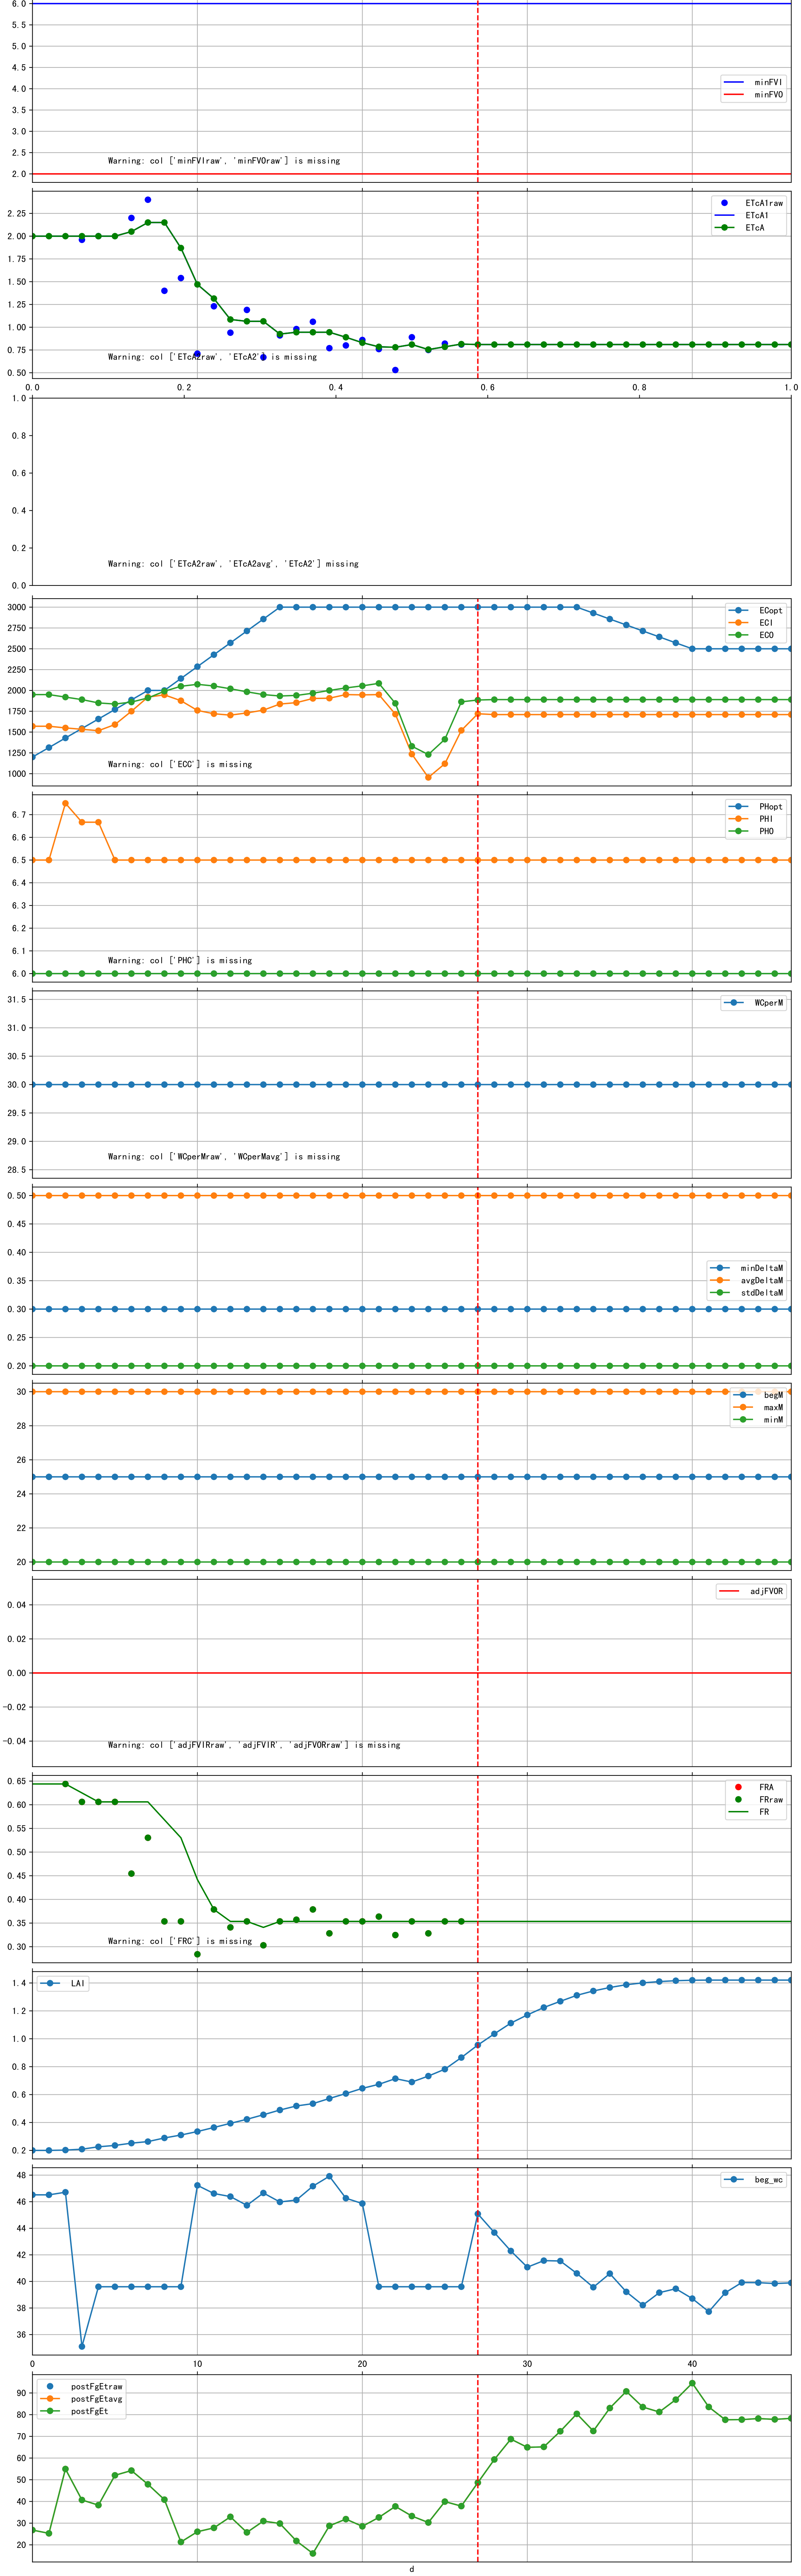 6.0
5.5
5.0
4.5
4.0
3.5
3.0
2.5
2.0
minFVI
minFVO
Warning: col ['minFVIraw', 'minFVOraw'] is missing
2.25
2.00
1.75
1.50
1.25
1.00
0.75
0.50
ETcA1raw
ETcA1
ETcA
Warning: col ['ETcA2raw', 'ETcA2'] is missing
0.0 0.2 0.4 0.6 0.8 1.0
1.0
0.8
0.6
0.4
0.2
0.0
Warning: col ['ETcA2raw', 'ETcA2avg', 'ETcA2'] missing
3000
2750
2500
2250
2000
1750
1500
1250
1000
ECopt
ECI
ECO
Warning: col ['ECC'] is missing
6.7
6.6
6.5
6.4
6.3
6.2
6.1
6.0
PHopt
PHI
PHO
Warning: col ['PHC'] is missing
31.5
31.0
30.5
30.0
29.5
29.0
28.5
WCperM
Warning: col ['WCperMraw', 'WCperMavg'] is missing
0.50
0.45
0.40
0.35
0.30
0.25
0.20
minDeltaM
avgDeltaM
stdDeltaM
30
28
26
24
22
20
begM
maxM
minM
0.04
0.02
0.00
-0.02
-0.04
adjFVOR
Warning: col ['adjFVIRraw', 'adjFVIR', 'adjFVORraw'] is missing
0.65
0.60
0.55
0.50
0.45
0.40
0.35
0.30
FRA
FRraw
FR
Warning: col ['FRC'] is missing
1.4
1.2
1.0
0.8
0.6
0.4
0.2
LAI
48
46
44
42
40
38
36
beg_wc
0 10 20 30 40
90
80
70
60
50
40
30
20
postFgEtraw
postFgEtavg
postFgEt
d